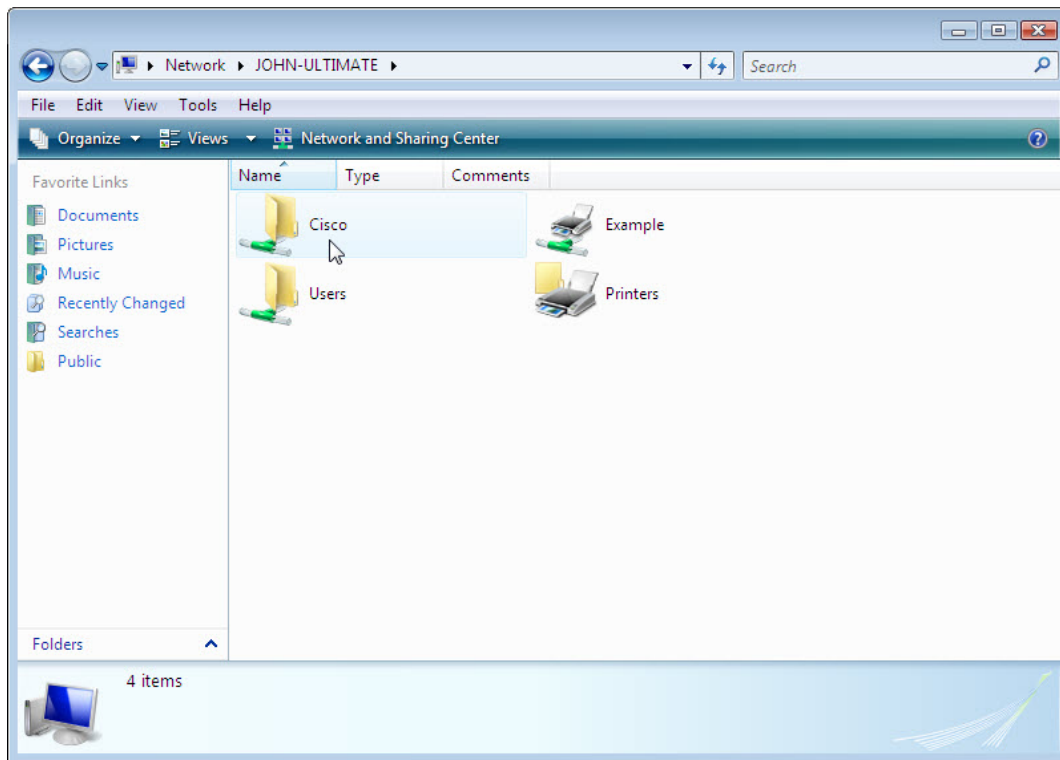 Network JOHN-ULTIMATE
Search
File Edit View Tools Help
Organize Views Network and Sharing Center
Favorite Links
Documents
Pictures
Music
Recently Changed
Searches
Public
Folders
Name Type Comments
Cisco Example
Users Printers
4 items